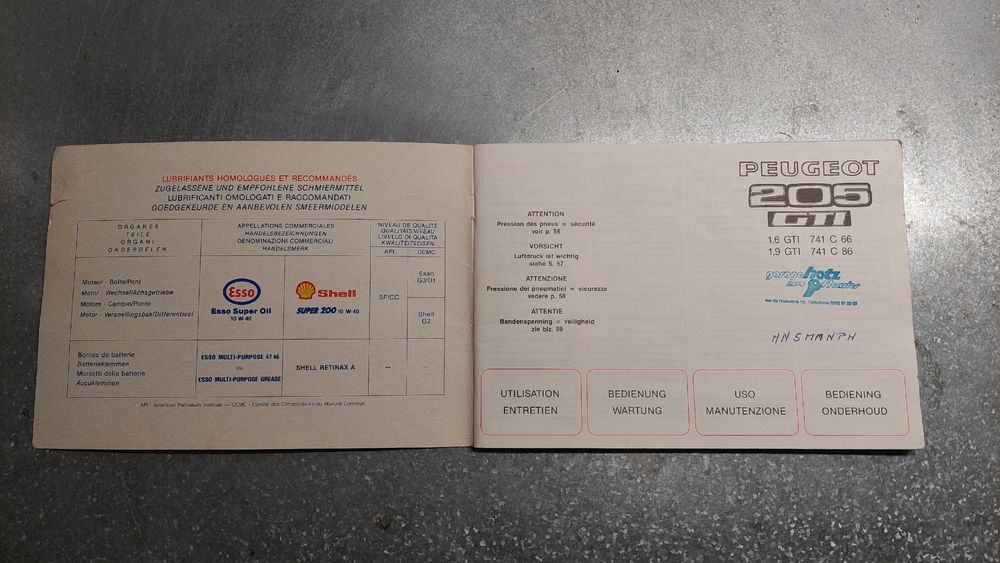 LUBRIFIANTS HOMOLOGUÉS ET RECOMMANDÉS
ZUGELASSENE UND EMPFOHLENE SCHMIERMITTEL
LUBRIFICANTI OMOLOGATI E RACCOMANDATI
GOEDGEKEURDE EN AANBEVOLEN SMEERMIDDELEN
ORGANES
TEILE
ORGANI
ONDERDELEN
APPELLATIONS COMMERCIALES
HANDELSBEZEICHNUNGEN
DENOMINAZIONI COMMERCIALI
HANDELSMERK
NIVEAU DE QUALITE
QUALITÄTSNIVEAU
LIVELLO DI QUALITA
KWALITEITSEISEN
API
CCMC
Moteur - Boîte/Pont
Motor - Wechsel/Achsgetriebe
Motore - Cambio/Ponte
Motor - Versnellingsbak/Differentieel
Esso
Esso Super Oil
10 W-40
Shell
SUPER 200 10 W-40
SF/CC
Esso
G3/D1
Shell
G2
Bornes de batterie
Batterieklemmen
Morsetti della batteria
Accuklemmen
ESSO MULTI-PURPOSE 4746
ou
ESSO MULTI-PURPOSE GREASE
SHELL RETINAX A
—
—
API - American Petroleum Institute — CCMC - Comité des Constructeurs du Marché Commun
PEUGEOT
205
GTI
1,6 GTI 741 C 66
1,9 GTI 741 C 86
garage hotz
ATTENTION
Pression des pneus = sécurité
voir p. 56
VORSICHT
Luftdruck ist wichtig
siehe S. 57
ATTENZIONE
Pressione dei pneumatici = sicurezza
vedere p. 58
ATTENTIE
Bandenspanning = veiligheid
zie blz. 59
UTILISATION
ENTRETIEN
BEDIENUNG
WARTUNG
USO
MANUTENZIONE
BEDIENING
ONDERHOUD